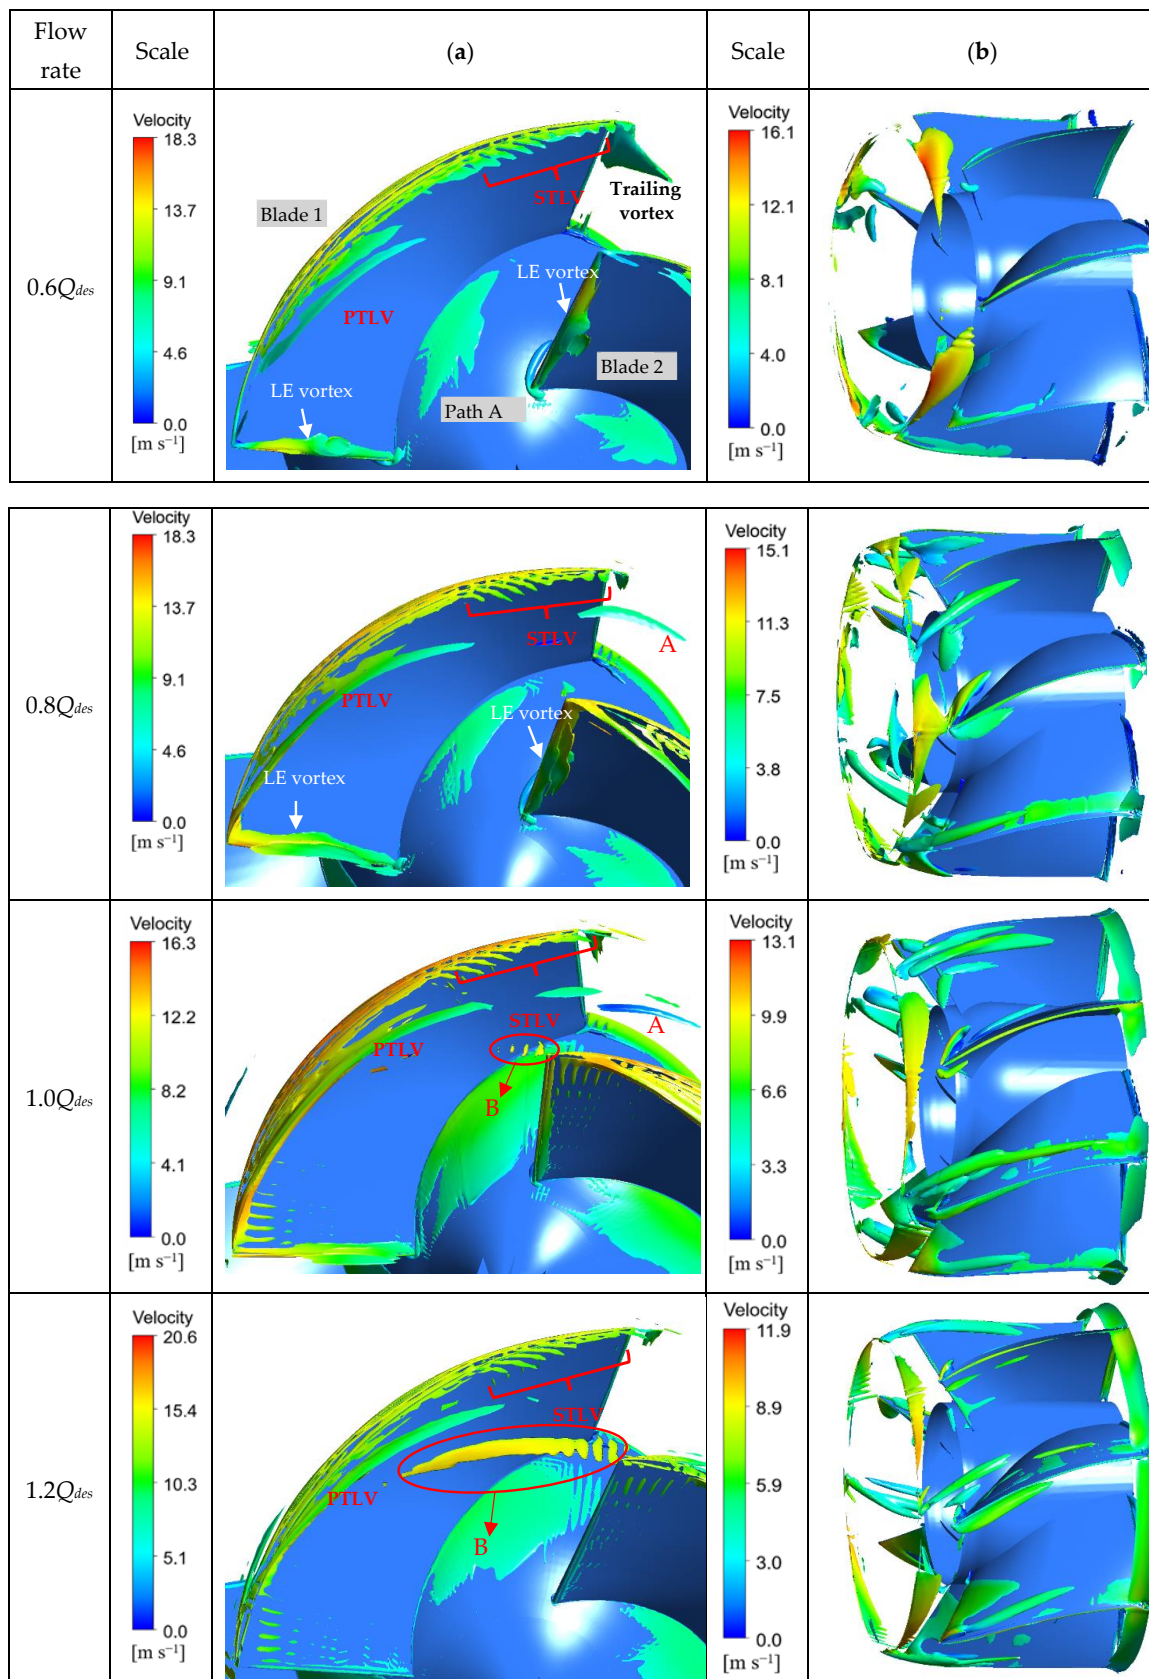 Flow rate
Scale
(a)
Scale
(b)
0.6Qdes
Velocity
18.3
13.7
9.1
4.6
0.0
[m s−1]
Blade 1
STLV
Trailing
vortex
LE vortex
PTLV
Blade 2
LE vortex
Path A
Velocity
16.1
12.1
8.1
4.0
0.0
[m s−1]
0.8Qdes
Velocity
18.3
13.7
9.1
4.6
0.0
[m s−1]
STLV
A
PTLV
LE vortex
LE vortex
Velocity
15.1
11.3
7.5
3.8
0.0
[m s−1]
1.0Qdes
Velocity
16.3
12.2
8.2
4.1
0.0
[m s−1]
STLV
A
PTLV
B
Velocity
13.1
9.9
6.6
3.3
0.0
[m s−1]
1.2Qdes
Velocity
20.6
15.4
10.3
5.1
0.0
[m s−1]
STLV
PTLV
B
Velocity
11.9
8.9
5.9
3.0
0.0
[m s−1]